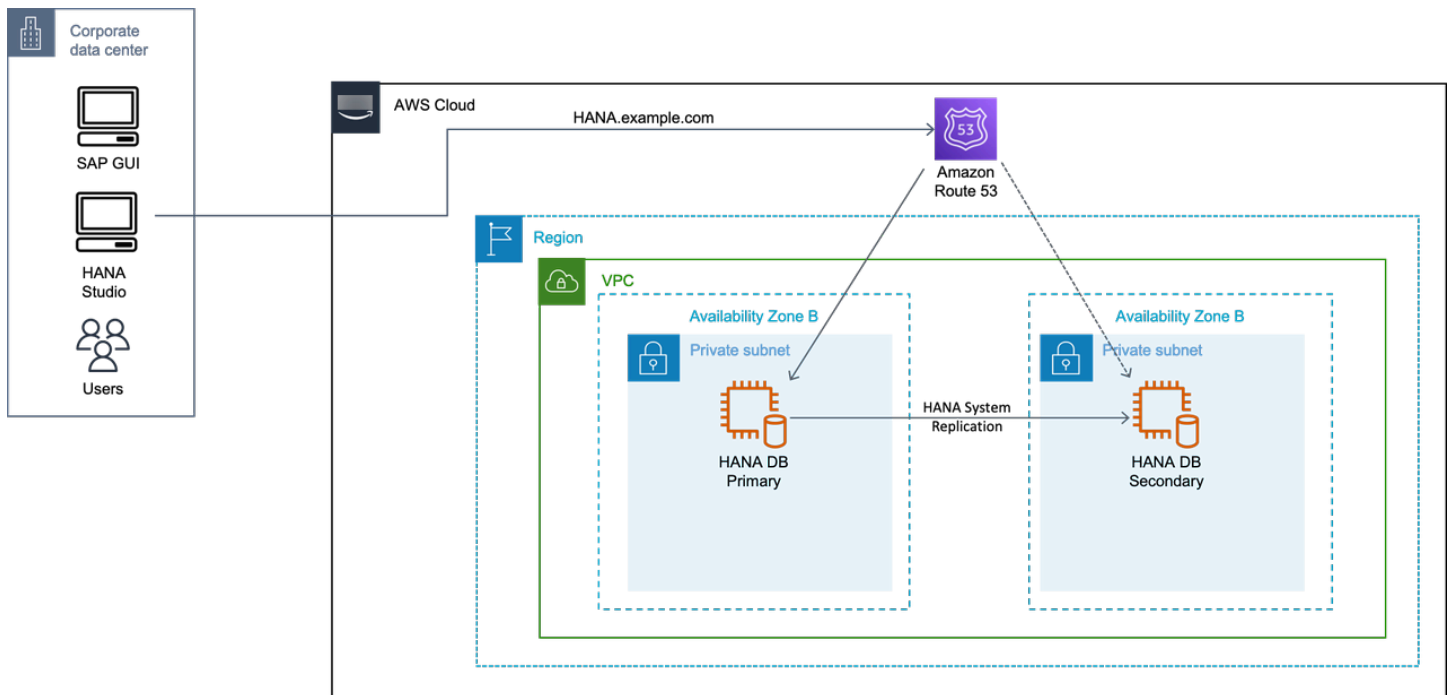 Corporate
data center
SAP GUI
HANA
Studio
Users
AWS Cloud
HANA.example.com
53
Amazon
Route 53
Region
VPC
Availability Zone B
Private subnet
HANA DB
Primary
HANA System
Replication
Availability Zone B
Private subnet
HANA DB
Secondary